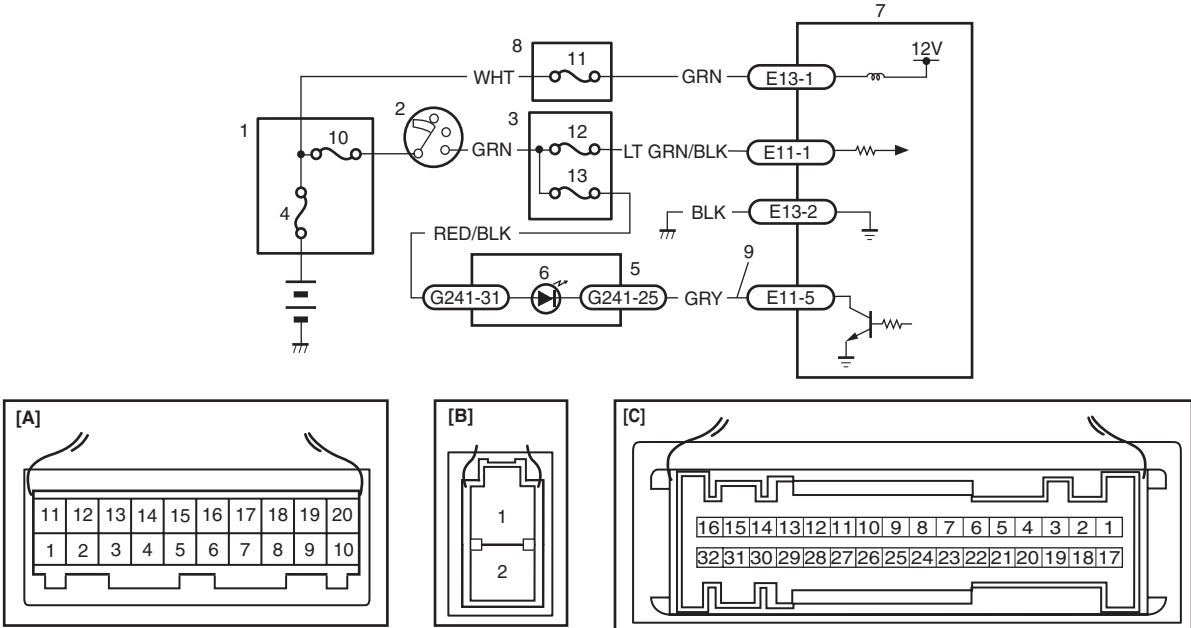 7
8 11 12V
WHT GRN E13-1
1 10 2 3 12
GRN LT GRN/BLK E11-1
13
4 BLK E13-2
RED/BLK 9
6 5
G241-31 G241-25 GRY E11-5
[A]
11 12 13 14 15 16 17 18 19 20
1 2 3 4 5 6 7 8 9 10
[B]
1
2
[C]
16 15 14 13 12 11 10 9 8 7 6 5 4 3 2 1
32 31 30 29 28 27 26 25 24 23 22 21 20 19 18 17